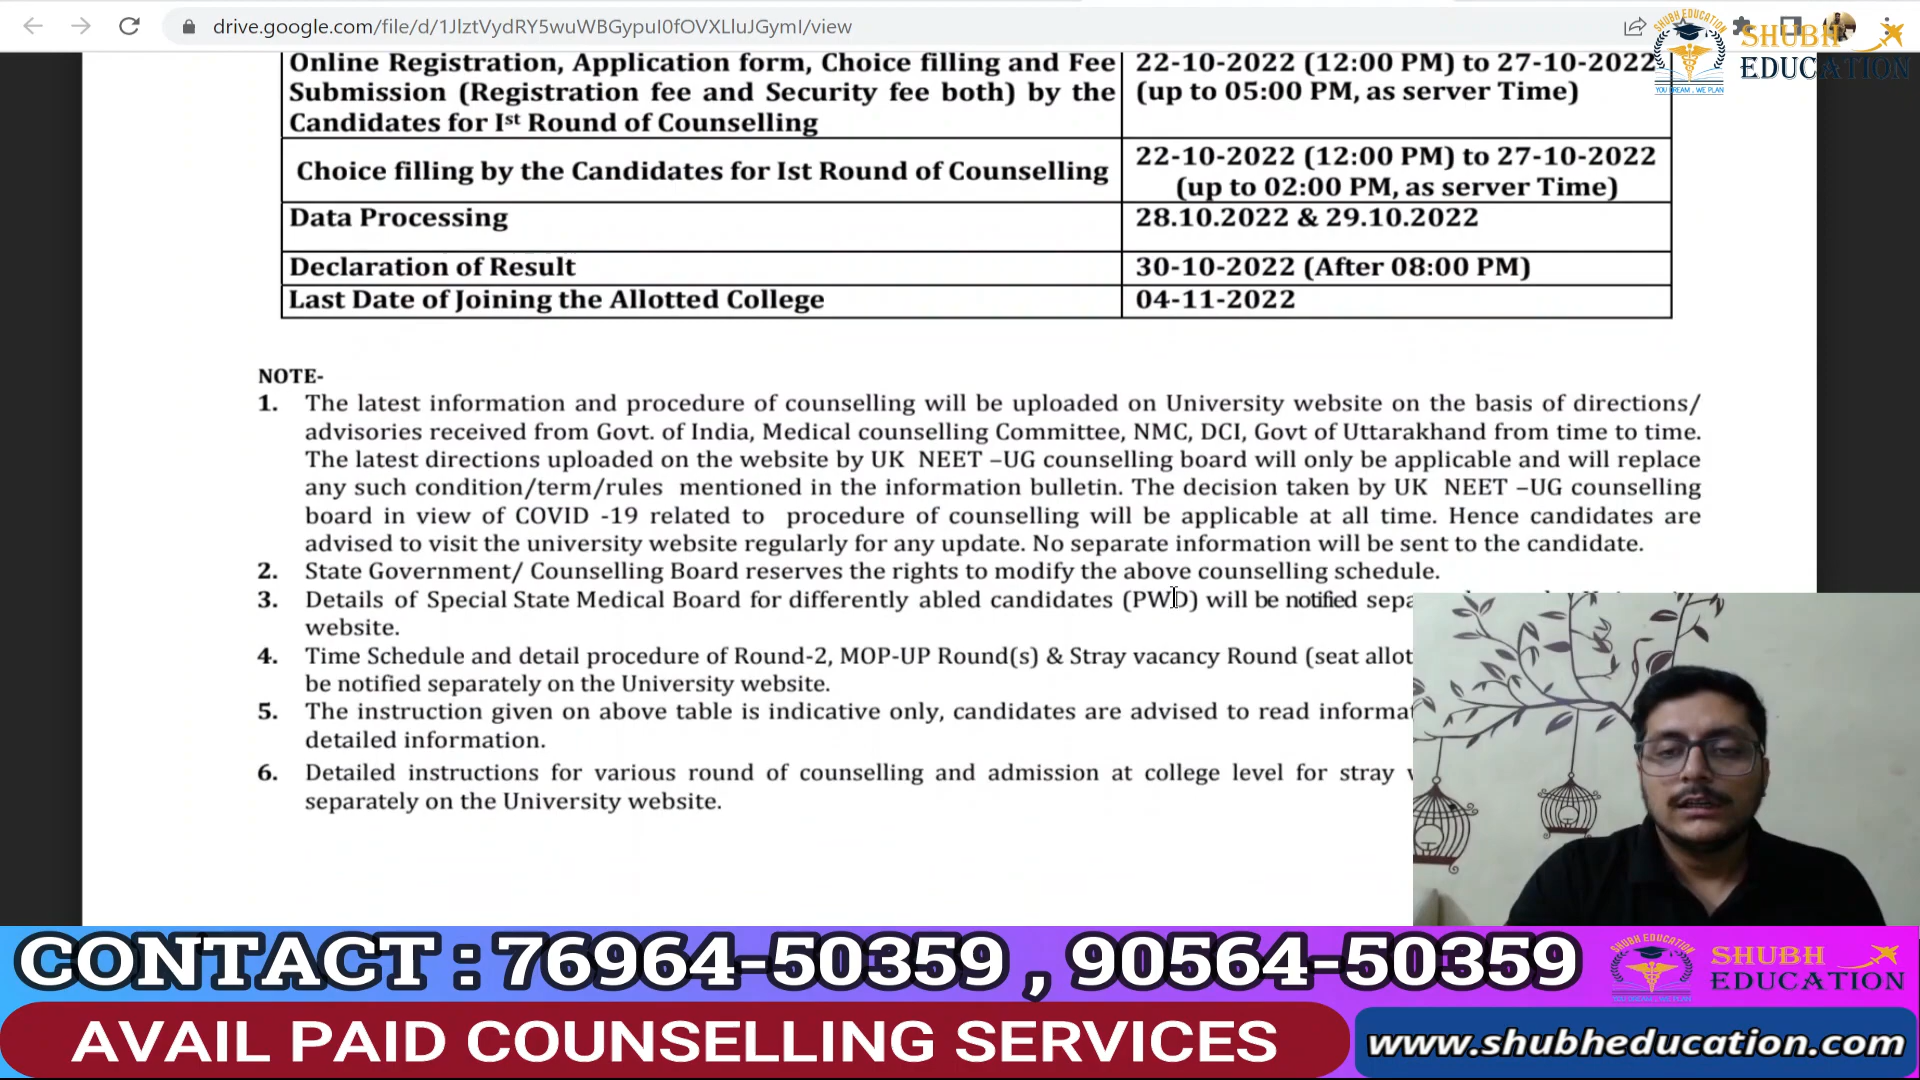 drive.google.com/file/d/1JlztVydRY5wuWBGypuI0fOVXLluJGymI/view
SHUBH
EDUCATION
SHUBH EDUCATION
YOU DREAM . WE PLAN
Online Registration, Application form, Choice filling and Fee
Submission (Registration fee and Security fee both) by the
Candidates for Ist Round of Counselling
22-10-2022 (12:00 PM) to 27-10-2022
(up to 05:00 PM, as server Time)
Choice filling by the Candidates for Ist Round of Counselling
22-10-2022 (12:00 PM) to 27-10-2022
(up to 02:00 PM, as server Time)
Data Processing
28.10.2022 & 29.10.2022
Declaration of Result
30-10-2022 (After 08:00 PM)
Last Date of Joining the Allotted College
04-11-2022
NOTE-
1. The latest information and procedure of counselling will be uploaded on University website on the basis of directions/
advisories received from Govt. of India, Medical counselling Committee, NMC, DCI, Govt of Uttarakhand from time to time.
The latest directions uploaded on the website by UK NEET –UG counselling board will only be applicable and will replace
any such condition/term/rules mentioned in the information bulletin. The decision taken by UK NEET –UG counselling
board in view of COVID -19 related to procedure of counselling will be applicable at all time. Hence candidates are
advised to visit the university website regularly for any update. No separate information will be sent to the candidate.
2. State Government/ Counselling Board reserves the rights to modify the above counselling schedule.
3. Details of Special State Medical Board for differently abled candidates (PWD) will be notified sepa
website.
4. Time Schedule and detail procedure of Round-2, MOP-UP Round(s) & Stray vacancy Round (seat allot
be notified separately on the University website.
5. The instruction given on above table is indicative only, candidates are advised to read informat
detailed information.
6. Detailed instructions for various round of counselling and admission at college level for stray
separately on the University website.
CONTACT : 76964-50359 , 90564-50359
SHUBH EDUCATION
YOU DREAM . WE PLAN
SHUBH
EDUCATION
AVAIL PAID COUNSELLING SERVICES
www.shubheducation.com